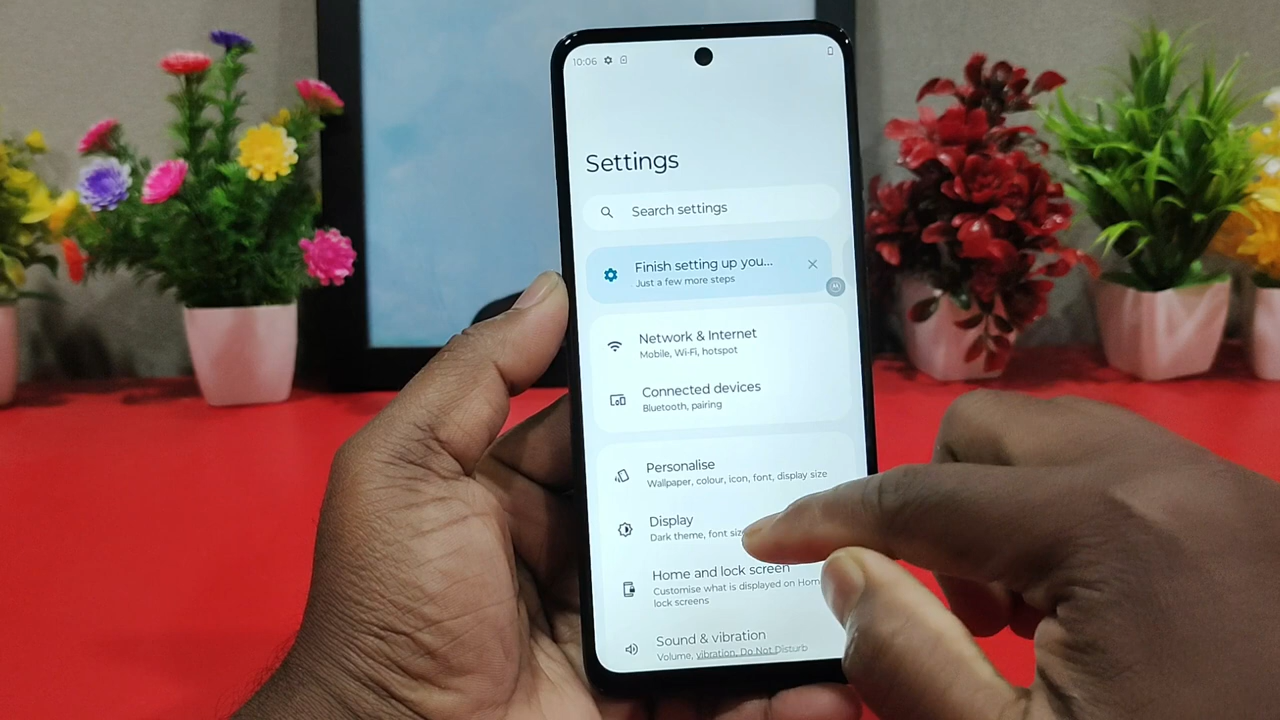 10:06
Settings
Search settings
Finish setting up you...
Just a few more steps
Network & Internet
Mobile, Wi-Fi, hotspot
Connected devices
Bluetooth, pairing
Personalise
Wallpaper, colour, icon, font, display size
Display
Dark theme, font
Home and lock screen
Customise what is displayed on
lock screens
Sound & vibration
Volume, vibration, Do Not Disturb